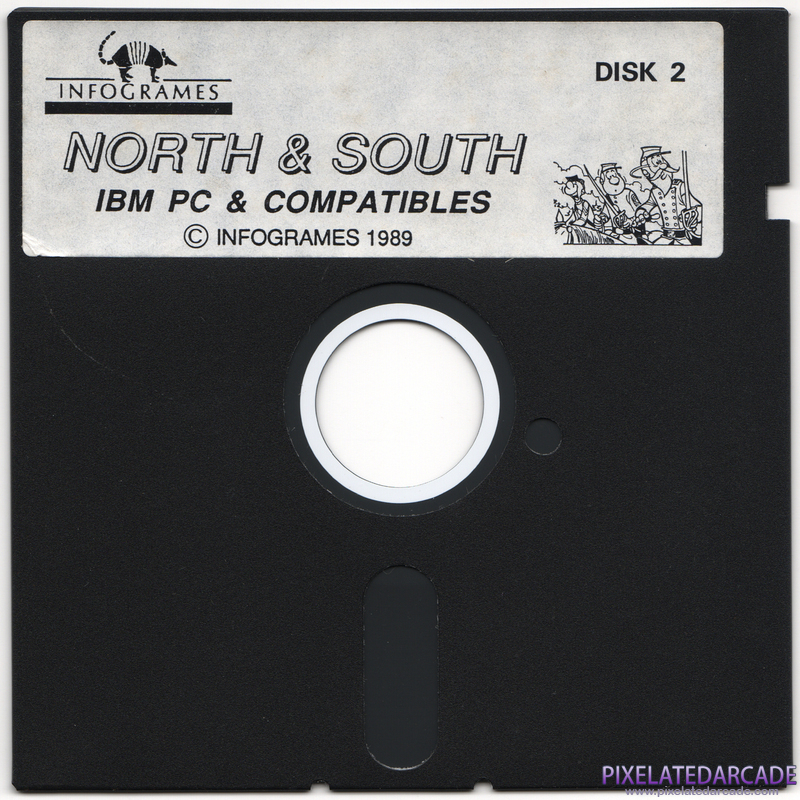 INFOGRAMES
DISK 2
NORTH & SOUTH
IBM PC & COMPATIBLES
© INFOGRAMES 1989
PIXELATEDARCADE
www.pixelatedarcade.com